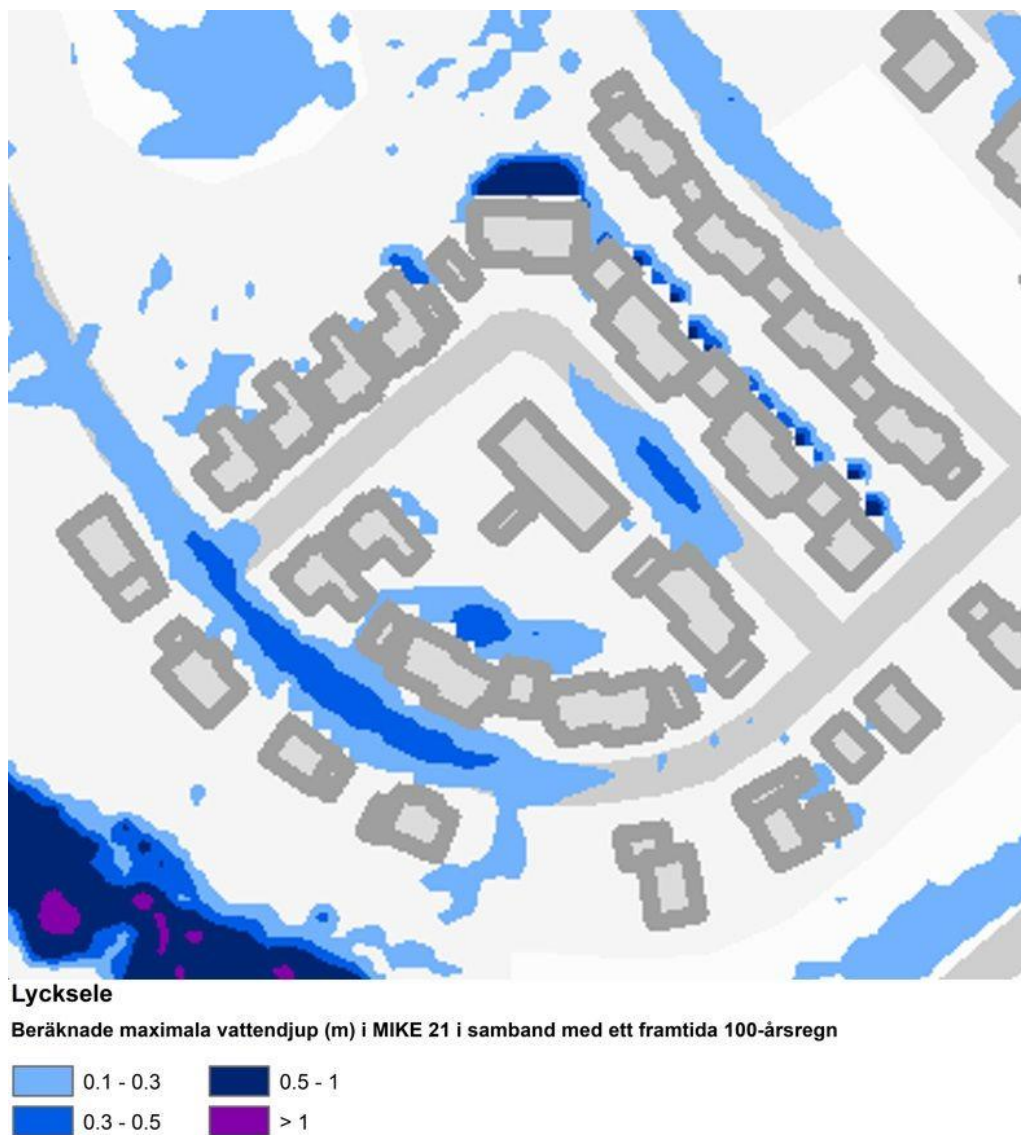 Lycksele
Beräknade maximala vattendjup (m) i MIKE 21 i samband med ett framtida 100-årsregn
0.1 - 0.3
0.5 - 1
0.3 - 0.5
> 1